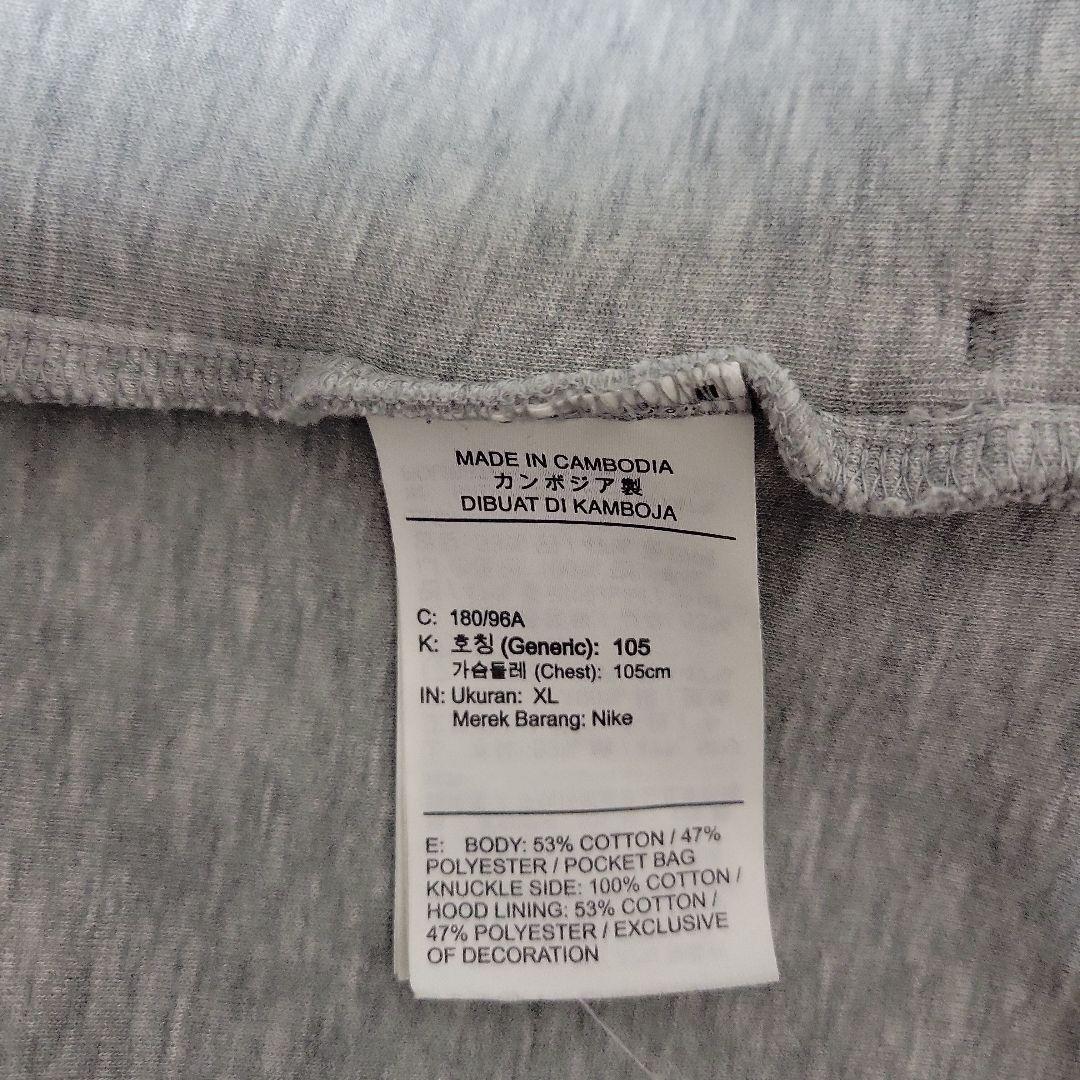 MADE IN CAMBODIA
カンボジア製
DIBUAT DI KAMBOJA
C: 180/96A
K: 호칭 (Generic): 105
가슴둘레 (Chest): 105cm
IN: Ukuran: XL
Merek Barang: Nike
E: BODY: 53% COTTON / 47%
POLYESTER / POCKET BAG
KNUCKLE SIDE: 100% COTTON /
HOOD LINING: 53% COTTON /
47% POLYESTER / EXCLUSIVE
OF DECORATION